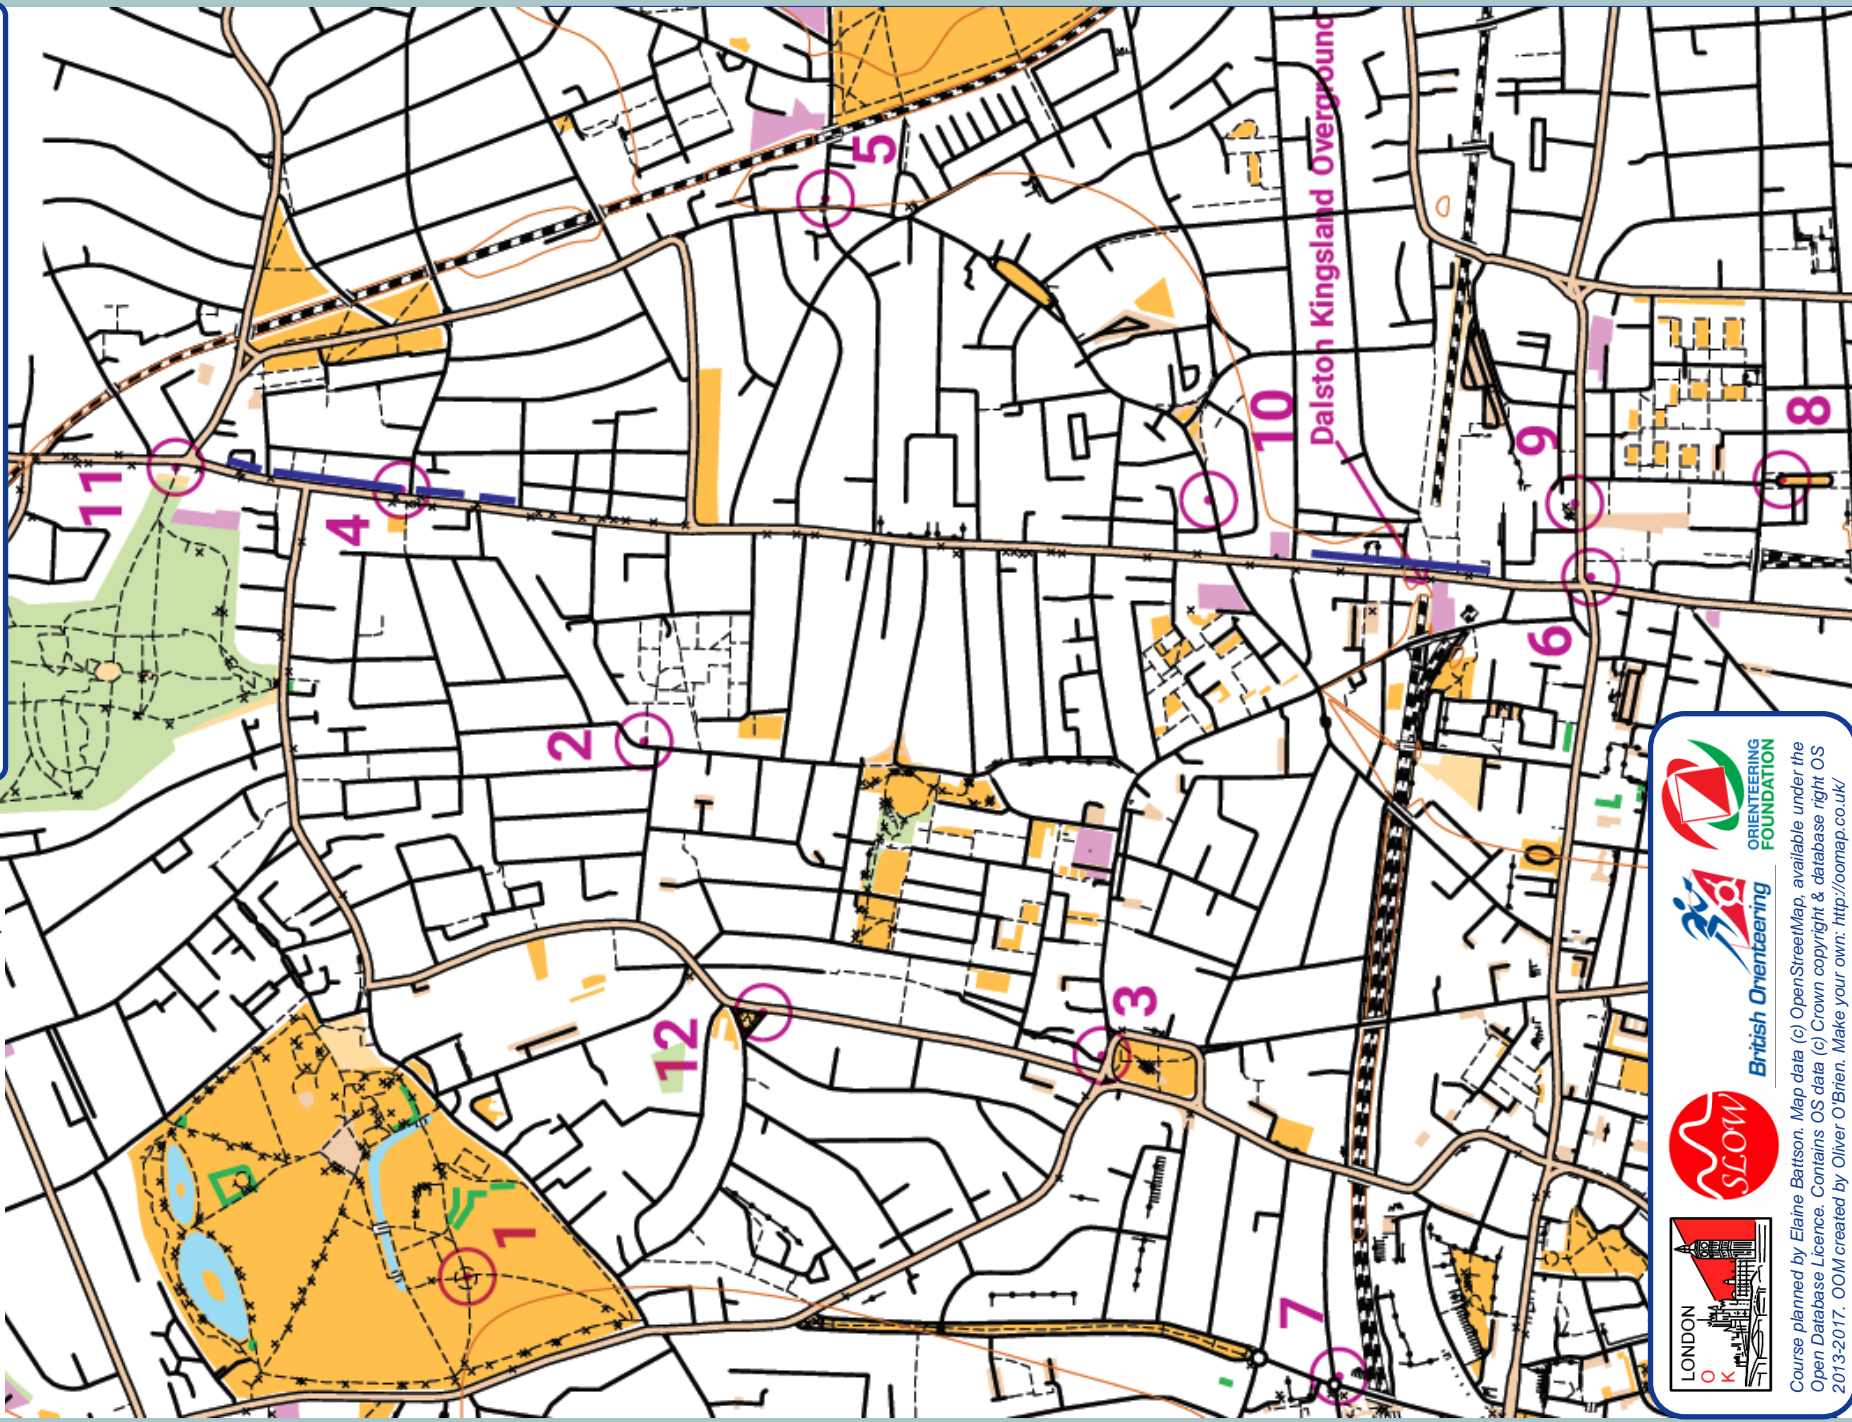 11
4
2
12
1
5
10
Dalston Kingsland Overground
9
8
6
3
7
LONDON
O
K
SLOW
British Orienteering
ORIENTEERING
FOUNDATION
Course planned by Elaine Battson. Map data (c) OpenStreetMap, available under the
Open Database Licence. Contains OS data (c) Crown copyright & database right OS
2013-2017. OOM created by Oliver O'Brien. Make your own: http://oomap.co.uk/